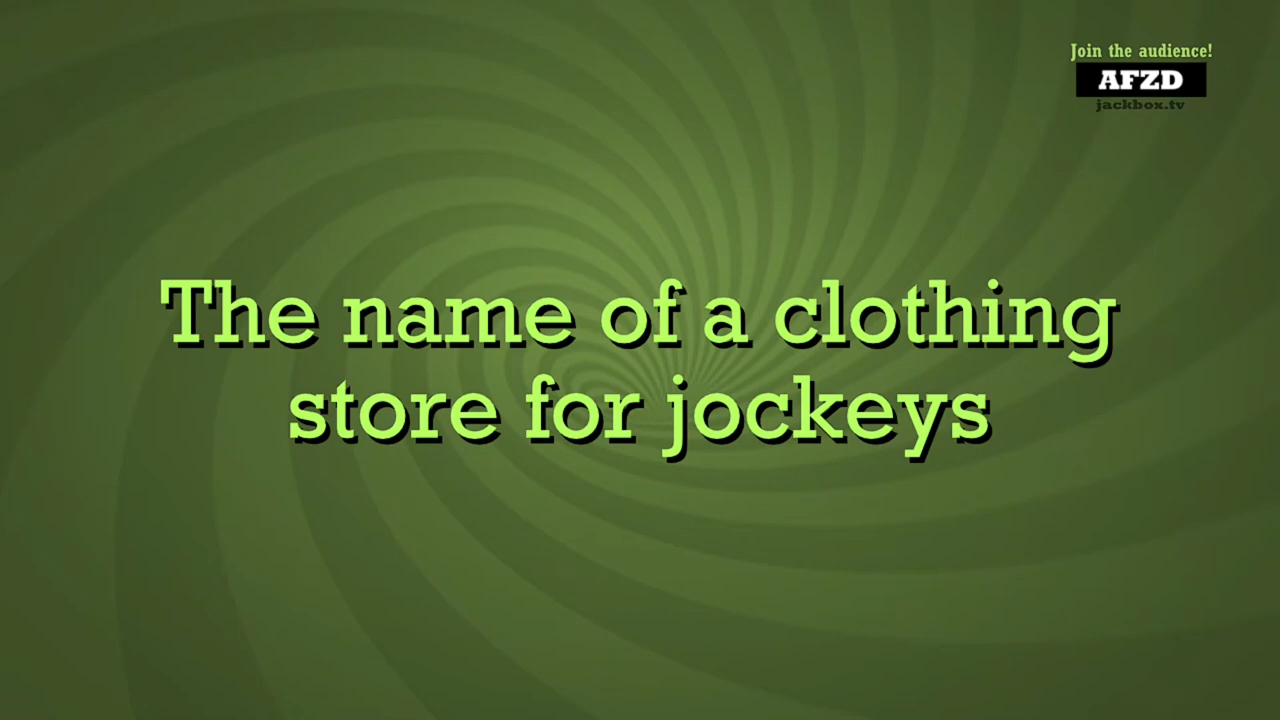 Join the audience!
AFZD
jackbox.tv
The name of a clothing
store for jockeys